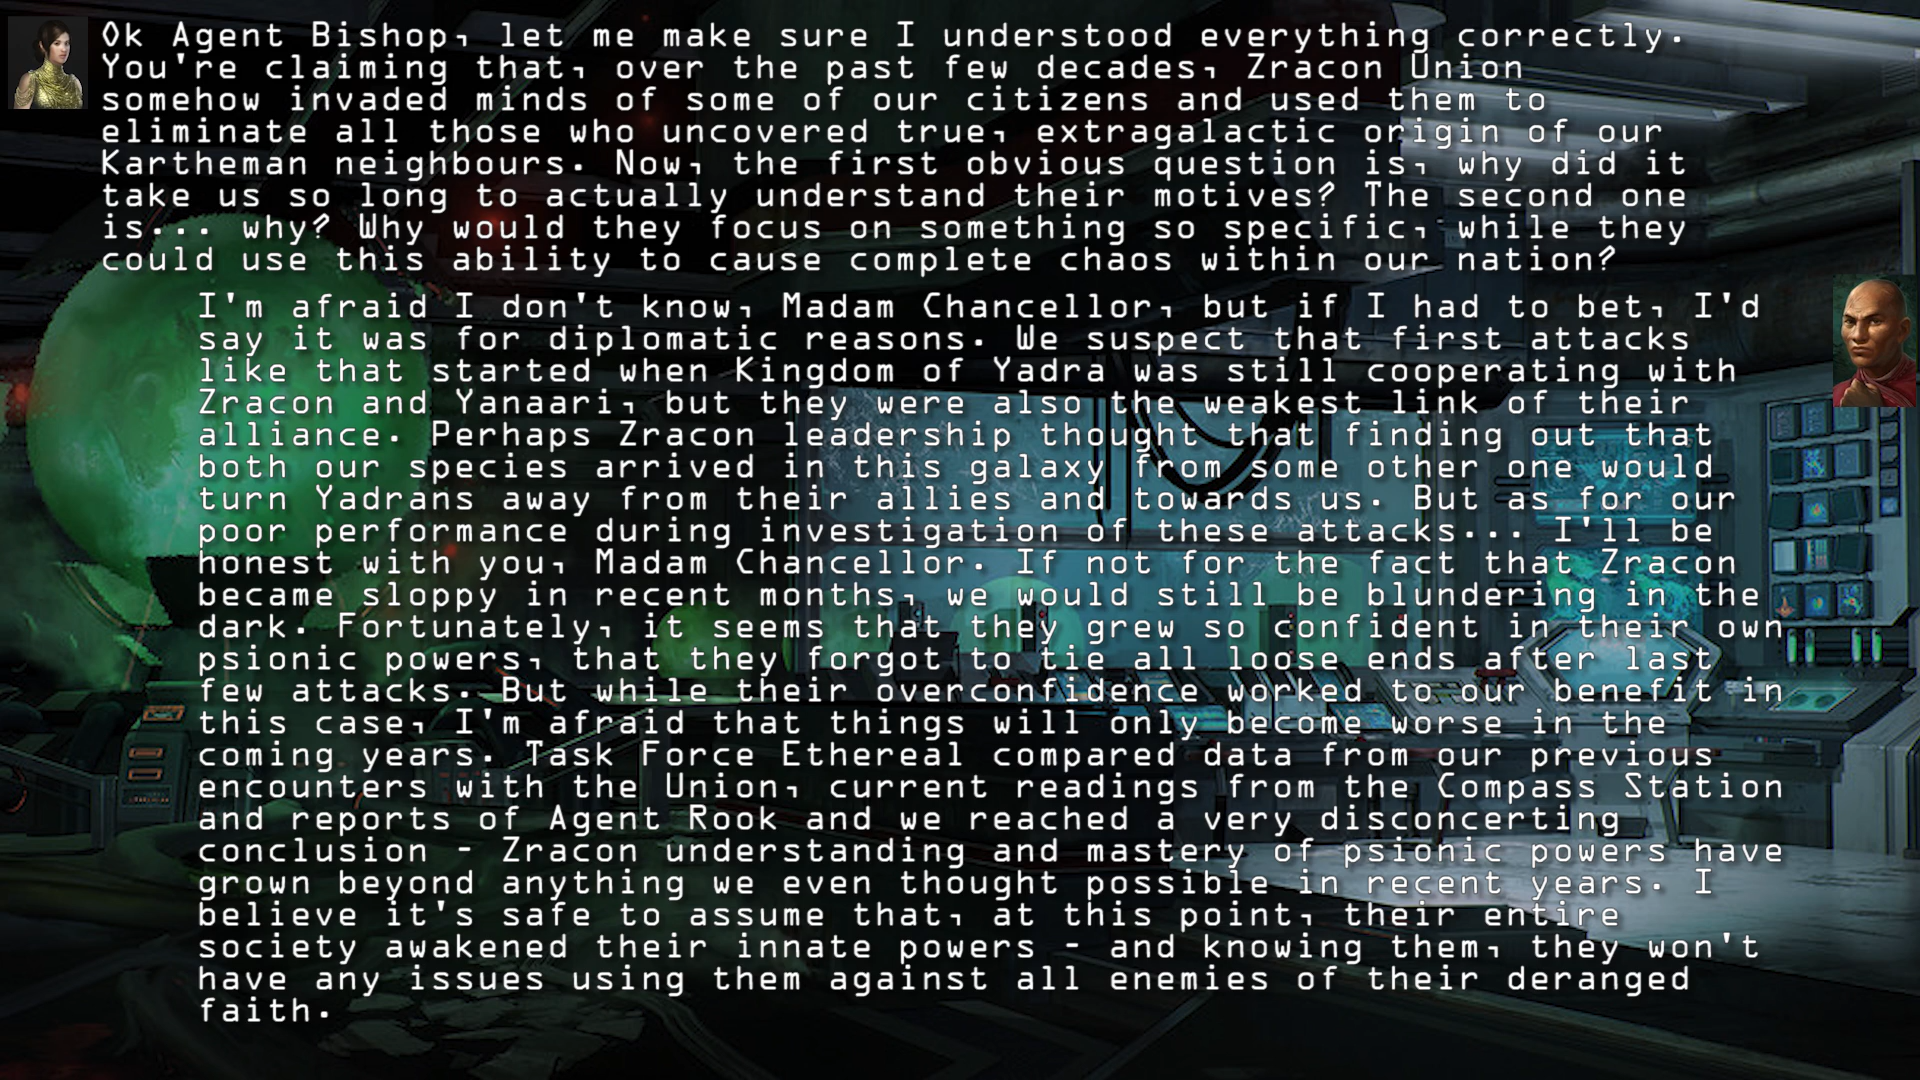 Ok Agent Bishop, let me make sure I understood everything correctly.
You're claiming that, over the past few decades, Zracon Union
somehow invaded minds of some of our citizens and used them to
eliminate all those who uncovered true, extragalactic origin of our
Kartheman neighbours. Now, the first obvious question is, why did it
take us so long to actually understand their motives? The second one
is... why? Why would they focus on something so specific, while they
could use this ability to cause complete chaos within our nation?
I'm afraid I don't know, Madam Chancellor, but if I had to bet, I'd
say it was for diplomatic reasons. We suspect that first attacks
like that started when Kingdom of Yadra was still cooperating with
Zracon and Yanaari, but they were also the weakest link of their
alliance. Perhaps Zracon leadership thought that finding out that
both our species arrived in this galaxy from some other one would
turn Yadrans away from their allies and towards us. But as for our
poor performance during investigation of these attacks... I'll be
honest with you, Madam Chancellor. If not for the fact that Zracon
became sloppy in recent months, we would still be blundering in the
dark. Fortunately, it seems that they grew so confident in their own
psionic powers, that they forgot to tie all loose ends after last
few attacks. But while their overconfidence worked to our benefit in
this case, I'm afraid that things will only become worse in the
coming years. Task Force Ethereal compared data from our previous
encounters with the Union, current readings from the Compass Station
and reports of Agent Rook and we reached a very disconcerting
conclusion - Zracon understanding and mastery of psionic powers have
grown beyond anything we even thought possible in recent years. I
believe it's safe to assume that, at this point, their entire
society awakened their innate powers - and knowing them, they won't
have any issues using them against all enemies of their deranged
faith.